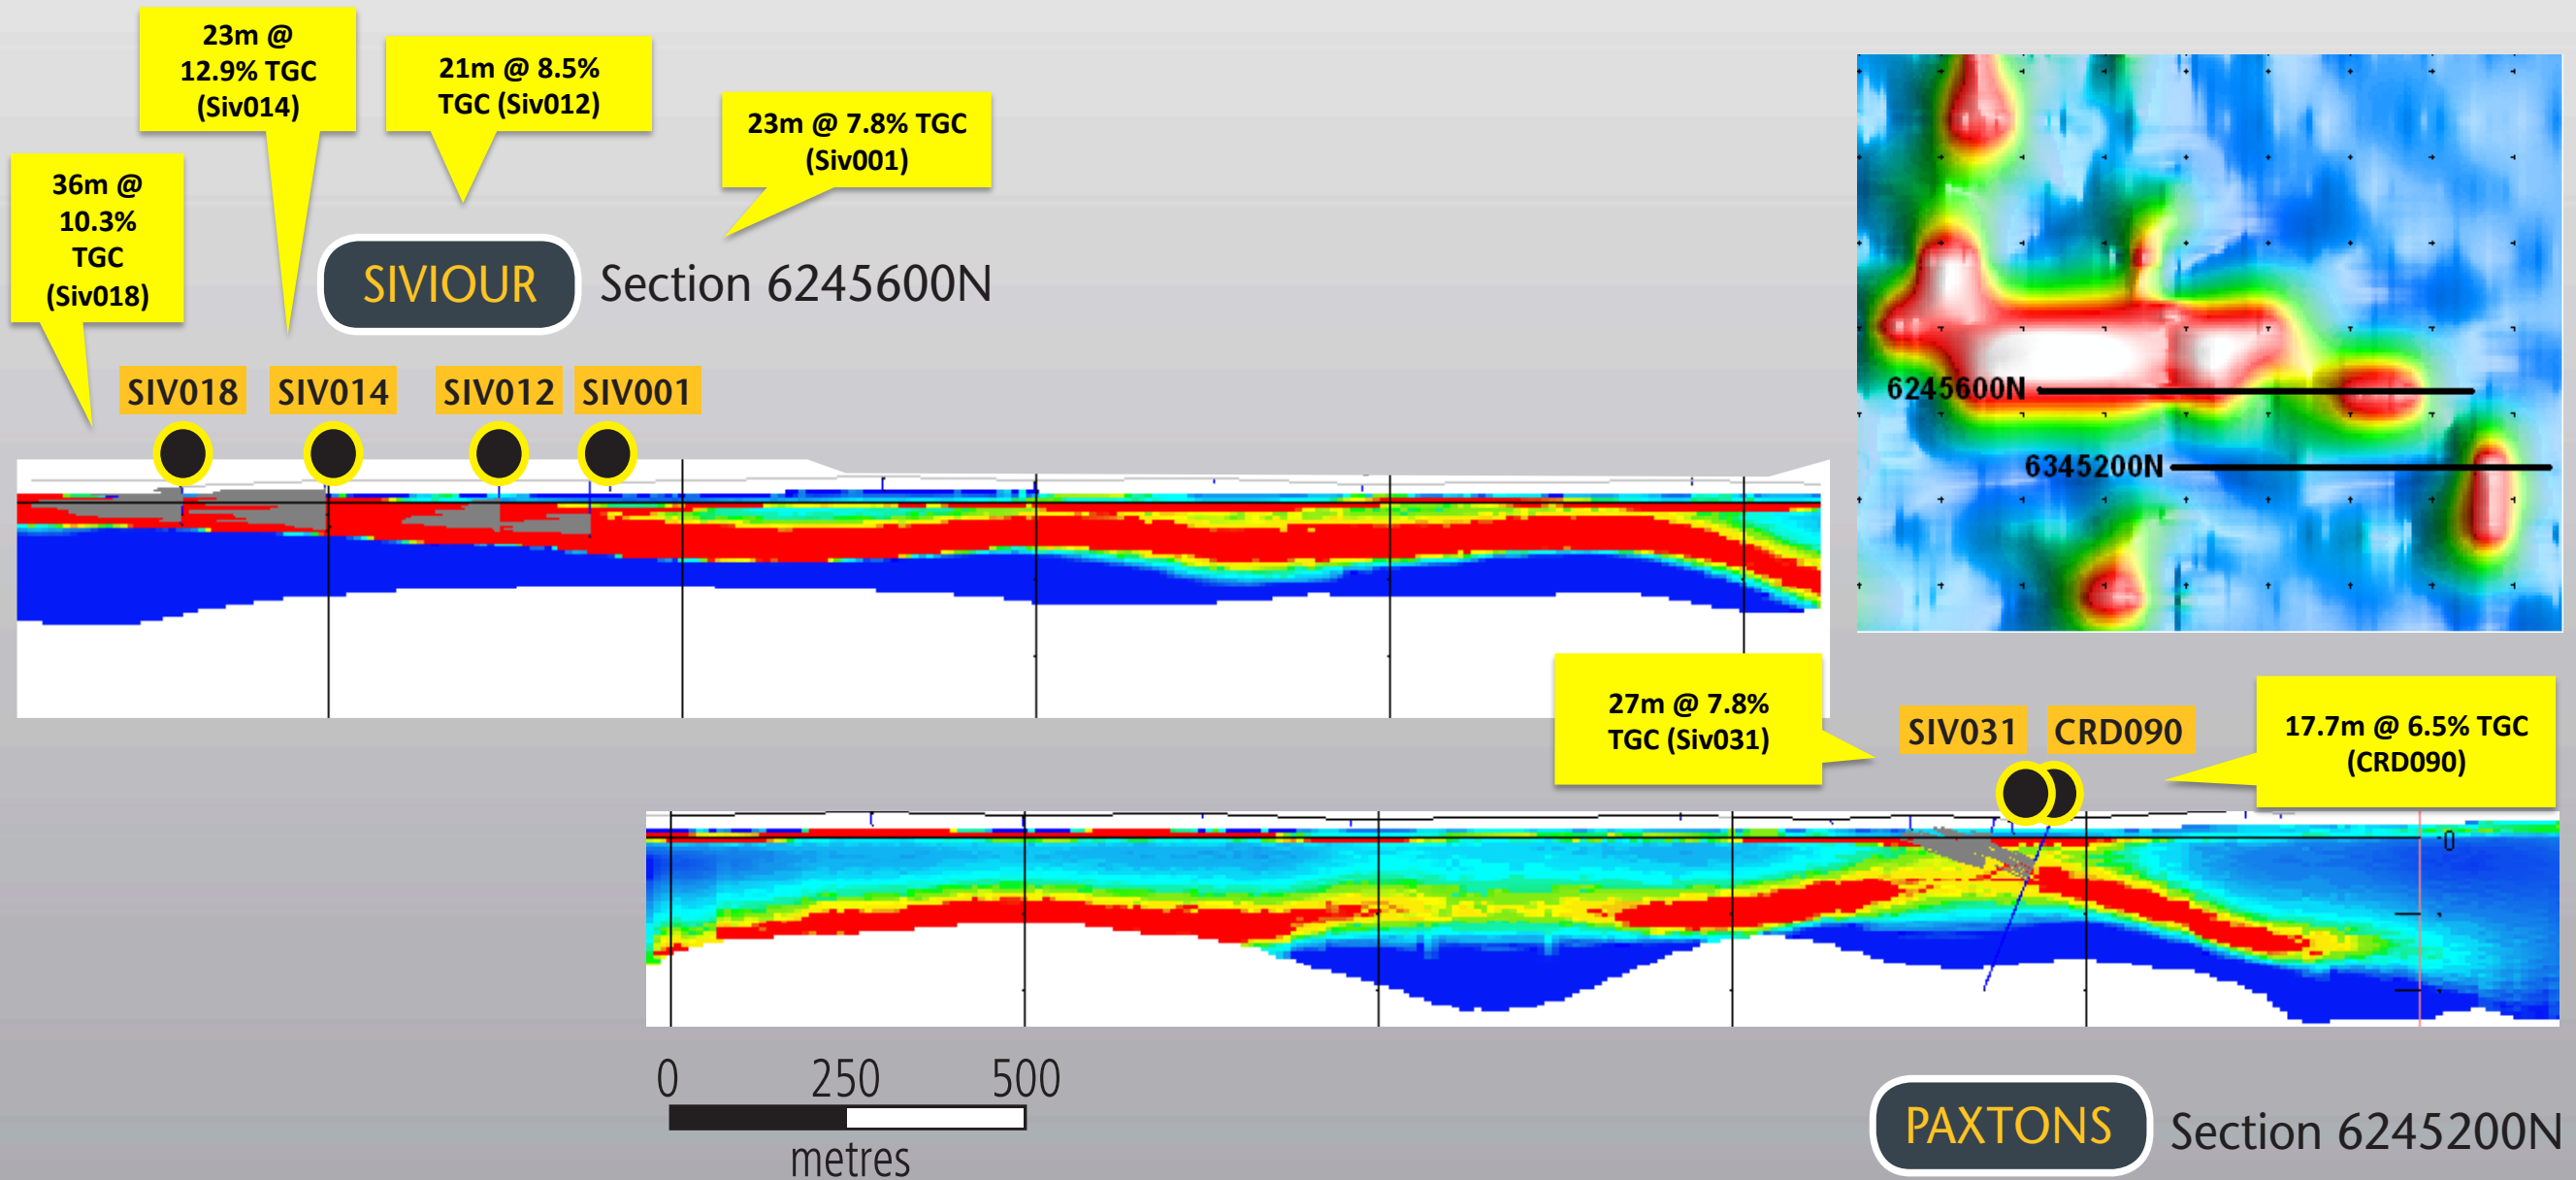 23m @
12.9% TGC
(Siv014)
21m @ 8.5%
TGC (Siv012)
23m @ 7.8% TGC
(Siv001)
36m @
10.3%
TGC
(Siv018)
SIVIOUR
Section 6245600N
SIV018
SIV014
SIV012
SIV001
6245600N
6345200N
27m @ 7.8%
TGC (Siv031)
SIV031
CRD090
17.7m @ 6.5% TGC
(CRD090)
0
0 250 500
metres
PAXTONS
Section 6245200N